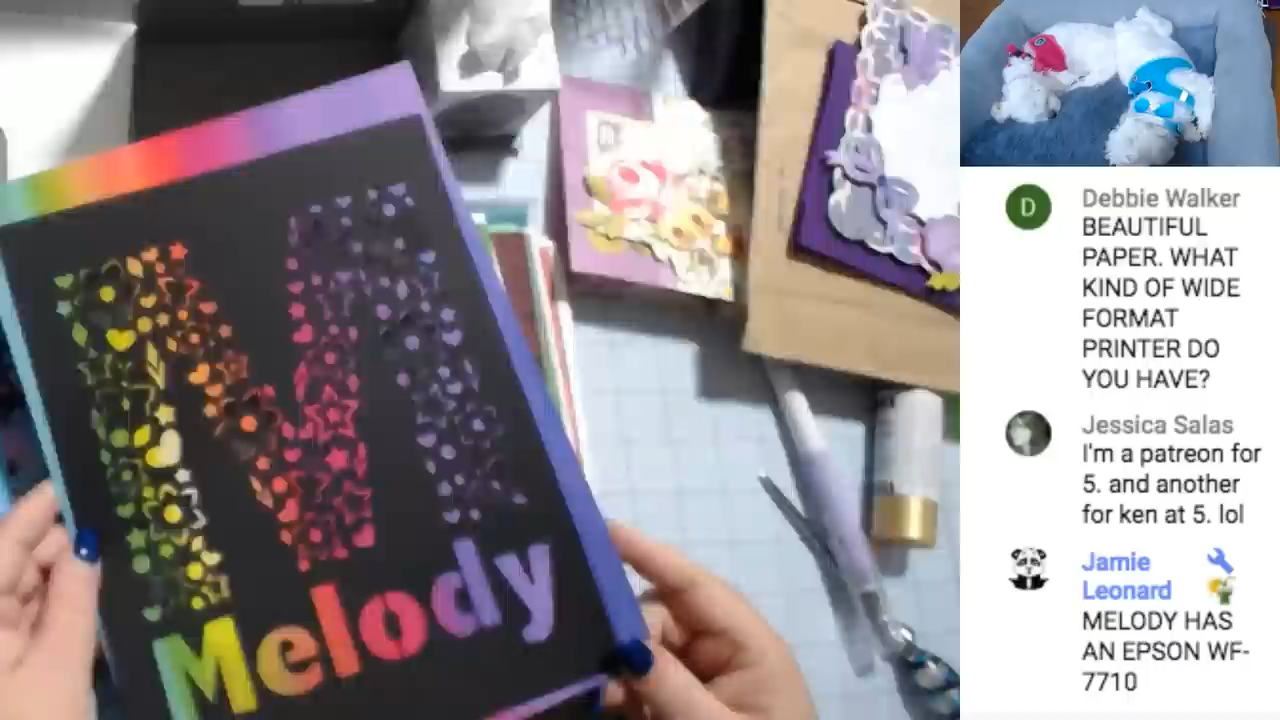 Melody
D
Debbie Walker
BEAUTIFUL
PAPER. WHAT
KIND OF WIDE
FORMAT
PRINTER DO
YOU HAVE?
Jessica Salas
I'm a patreon for
5. and another
for ken at 5. lol
Jamie
Leonard
MELODY HAS
AN EPSON WF-
7710